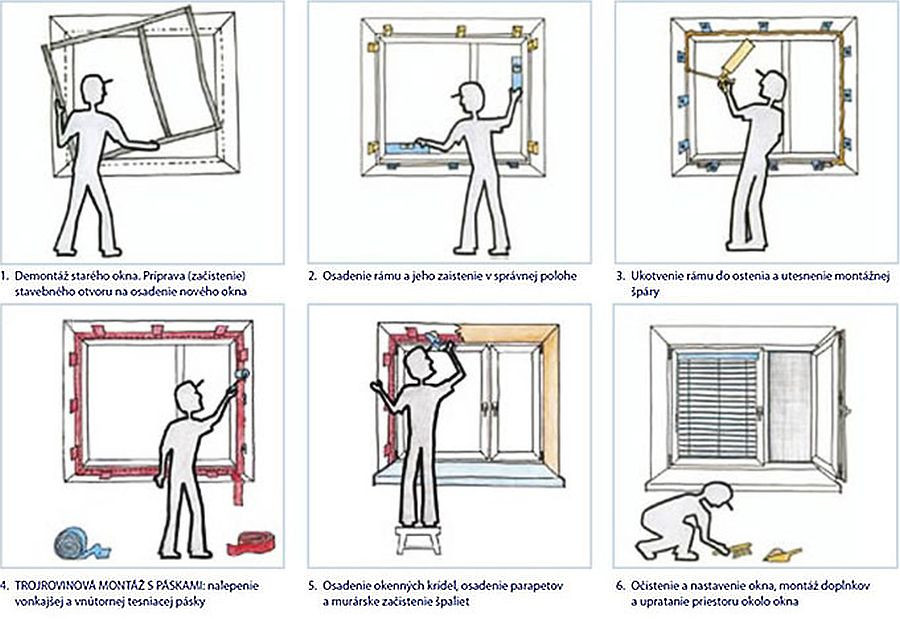 1. Demontáž starého okna. Príprava (začistenie)
stavebného otvoru na osadenie nového okna
2. Osadenie rámu a jeho zaistenie v správnej polohe
3. Ukotvenie rámu do ostenia a utesnenie montážnej
špáry
4. TROJROVINOVÁ MONTÁŽ S PÁSKAMI: nalepenie
vonkajšej a vnútornej tesniacej pásky
5. Osadenie okenných krídel, osadenie parapetov
a murárske začistenie špaliet
6. Očistenie a nastavenie okna, montáž doplnkov
a upratanie priestoru okolo okna